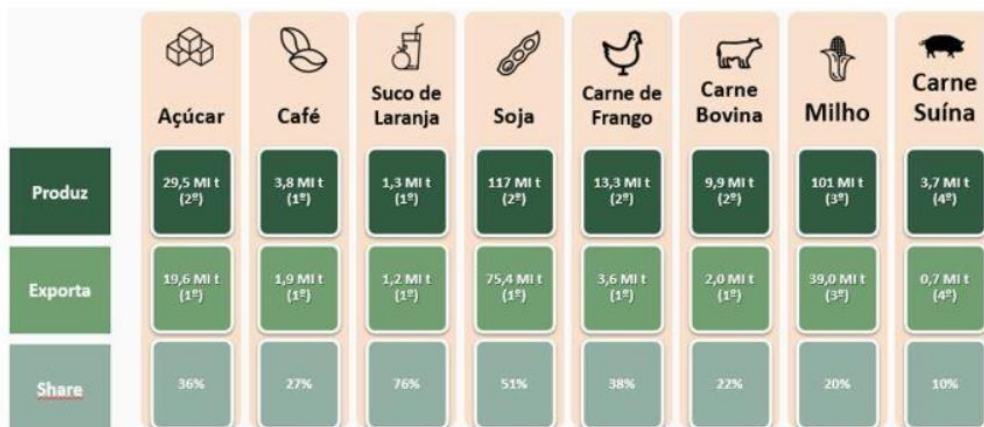 Açúcar
Café
Suco de
Laranja
Soja
Carne de
Frango
Carne
Bovina
Milho
Carne
Suína
Produz
29,5 MI t
(2º)
3,8 MI t
(1º)
1,3 MI t
(1º)
117 MI t
(2º)
13,3 MI t
(2º)
9,9 MI t
(2º)
101 MI t
(3º)
3,7 MI t
(4º)
Exporta
19,6 MI t
(1º)
1,9 MI t
(1º)
1,2 MI t
(1º)
75,4 MI t
(1º)
3,6 MI t
(1º)
2,0 MI t
(1º)
39,0 MI t
(3º)
0,7 MI t
(4º)
Share
36%
27%
76%
51%
38%
22%
20%
10%